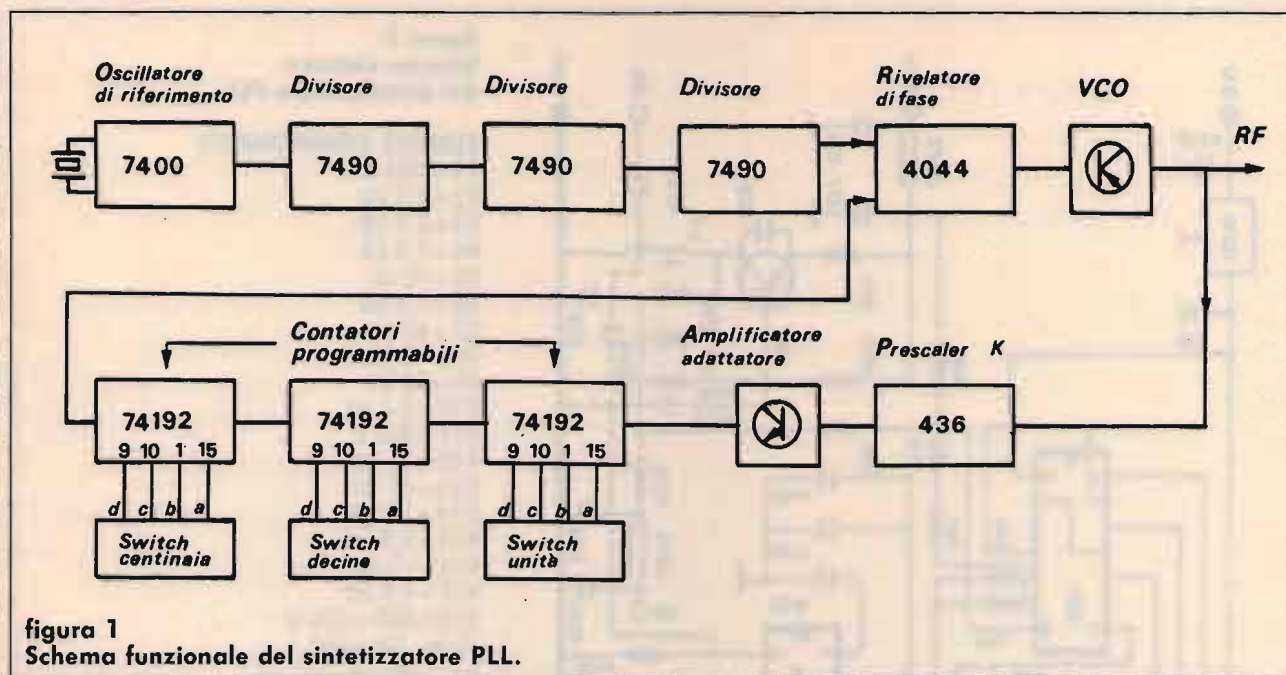 Oscillatore
di riferimento
Divisore
Divisore
Divisore
Rivelatore
di fase
VCO
7400
7490
7490
7490
4044
RF
Contatori
programmabili
Amplificatore
adattatore
Prescaler K
74192
74192
74192
436
9 10 1 15
9 10 1 15
9 10 1 15
d c b a
d c b a
d c b a
Switch
centinaia
Switch
decine
Switch
unità
figura 1
Schema funzionale del sintetizzatore PLL.